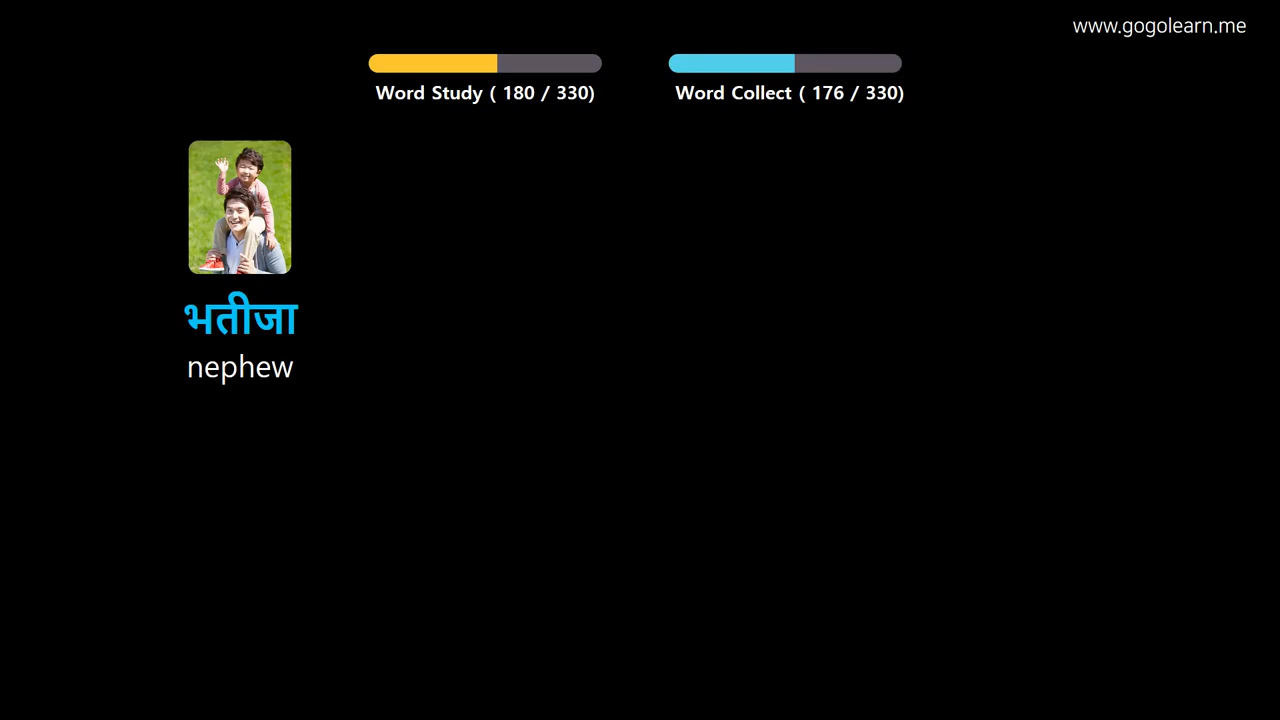 www.gogolearn.me
Word Study ( 180 / 330)
Word Collect ( 176 / 330)
भतीजा
nephew